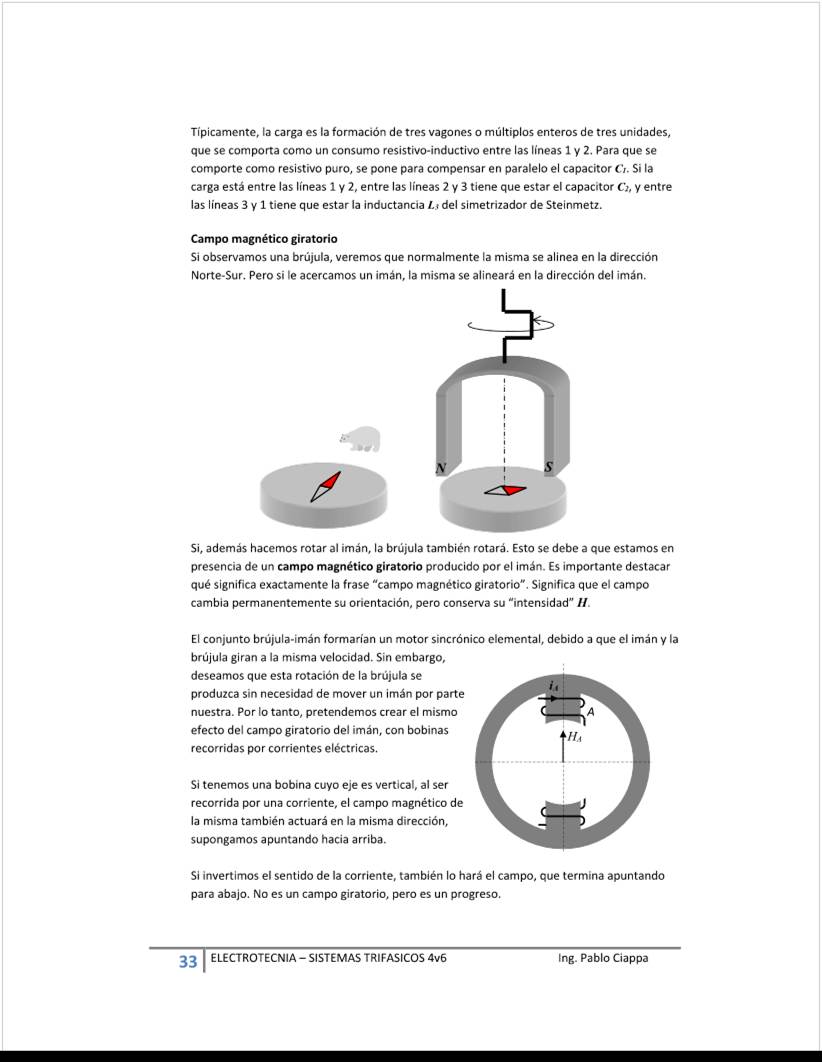 Típicamente, la carga es la formación de tres vagones o múltiplos enteros de tres unidades,
que se comporta como un consumo resistivo-inductivo entre las líneas 1 y 2. Para que se
comporte como resistivo puro, se pone para compensar en paralelo el capacitor C₁. Si la
carga está entre las líneas 1 y 2, entre las líneas 2 y 3 tiene que estar el capacitor C₂, y entre
las líneas 3 y 1 tiene que estar la inductancia L₃ del simetrizador de Steinmetz.
Campo magnético giratorio
Si observamos una brújula, veremos que normalmente la misma se alinea en la dirección
Norte-Sur. Pero si le acercamos un imán, la misma se alineará en la dirección del imán.
N
S
Si, además hacemos rotar al imán, la brújula también rotará. Esto se debe a que estamos en
presencia de un campo magnético giratorio producido por el imán. Es importante destacar
qué significa exactamente la frase “campo magnético giratorio”. Significa que el campo
cambia permanentemente su orientación, pero conserva su “intensidad” H.
El conjunto brújula-imán formarían un motor sincrónico elemental, debido a que el imán y la
brújula giran a la misma velocidad. Sin embargo,
deseamos que esta rotación de la brújula se
produzca sin necesidad de mover un imán por parte
nuestra. Por lo tanto, pretendemos crear el mismo
efecto del campo giratorio del imán, con bobinas
recorridas por corrientes eléctricas.
iA
A
HA
Si tenemos una bobina cuyo eje es vertical, al ser
recorrida por una corriente, el campo magnético de
la misma también actuará en la misma dirección,
supongamos apuntando hacia arriba.
Si invertimos el sentido de la corriente, también lo hará el campo, que termina apuntando
para abajo. No es un campo giratorio, pero es un progreso.
33 ELECTROTECNIA – SISTEMAS TRIFASICOS 4v6 Ing. Pablo Ciappa